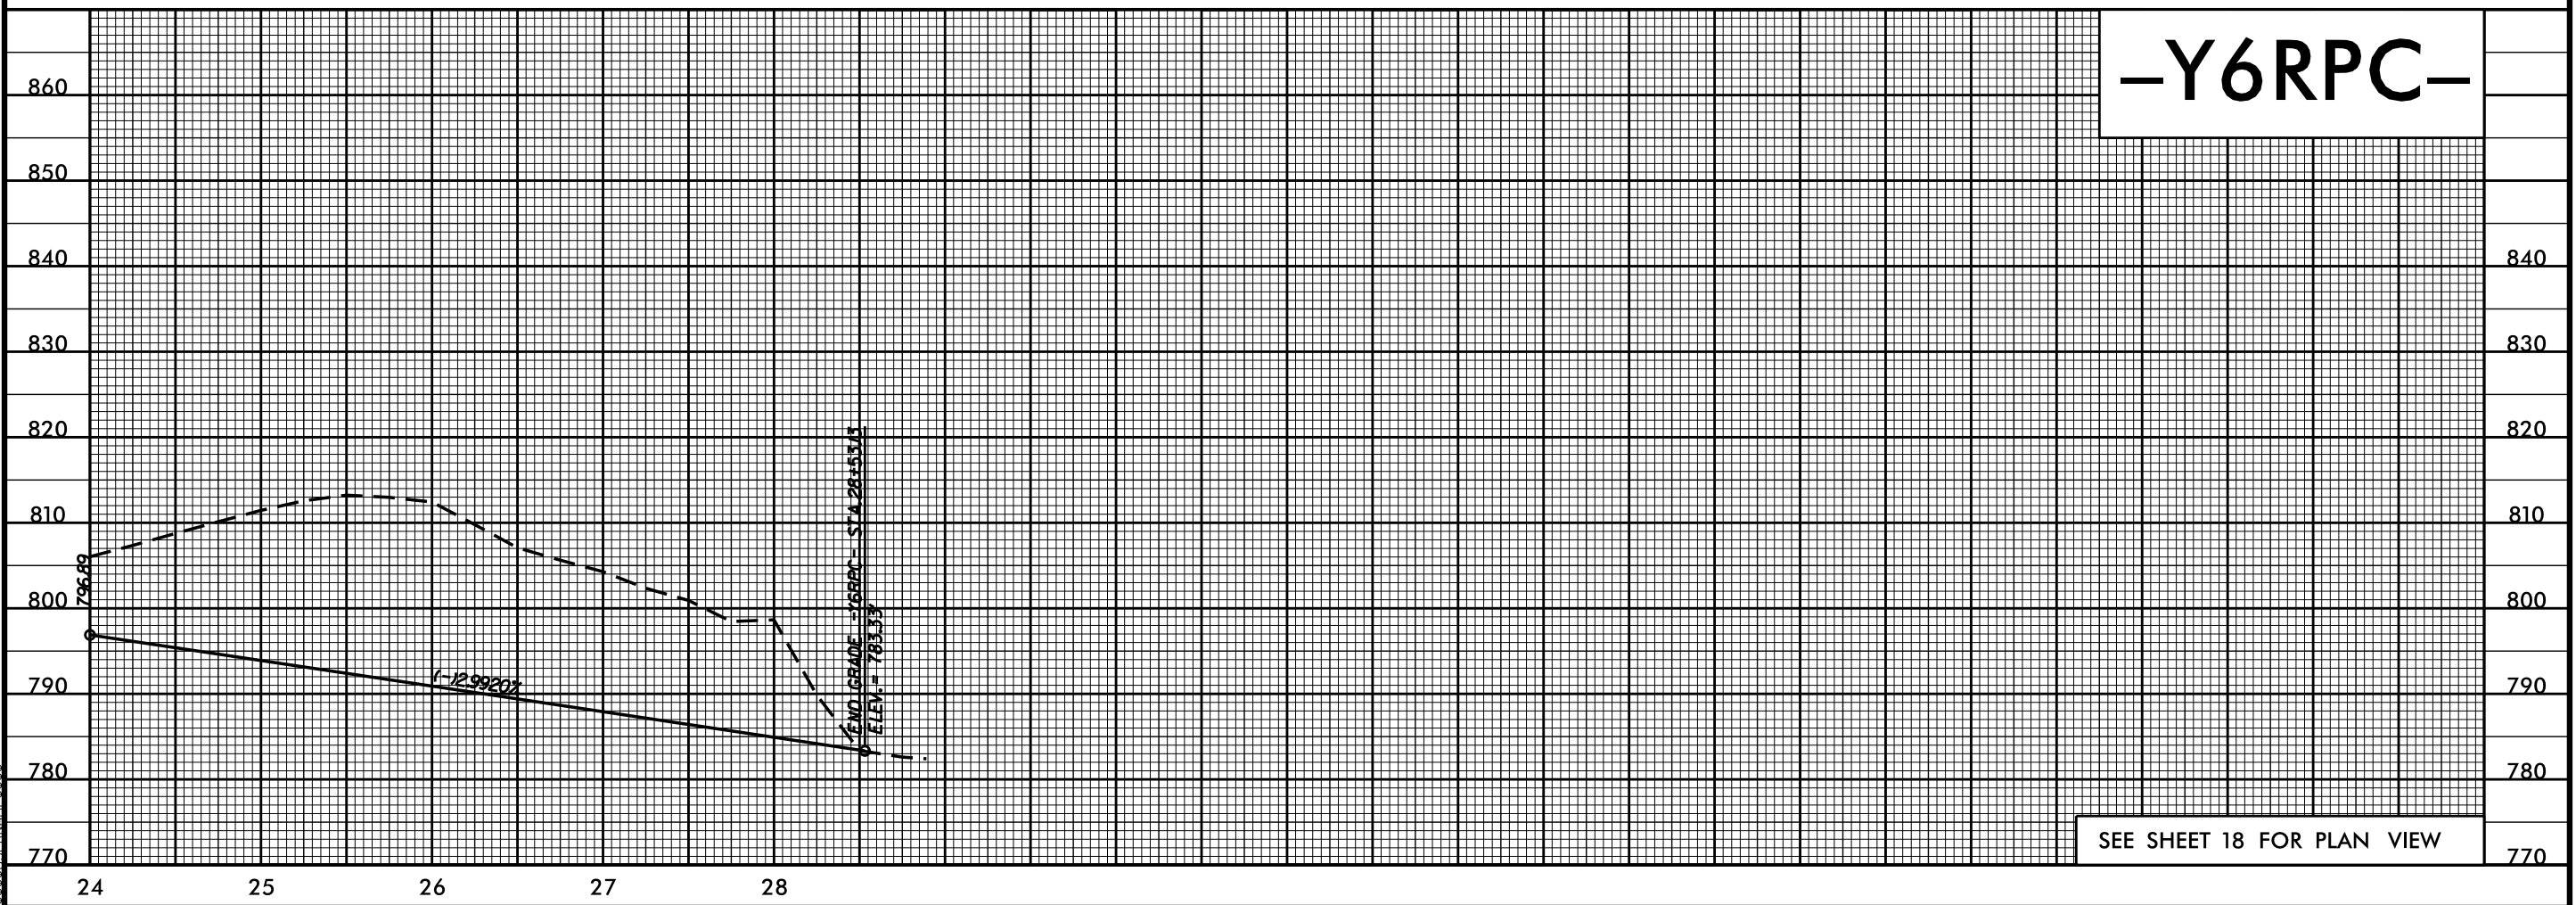 –Y6RPC–
860
850
840 840
830 830
820 820
810 810
800 800
790 790
780 780
770 770
796.89
(-)2.9920%
END GRADE -Y6RPC- STA. 28+53.13
ELEV. = 783.33'
SEE SHEET 18 FOR PLAN VIEW
24 25 26 27 28